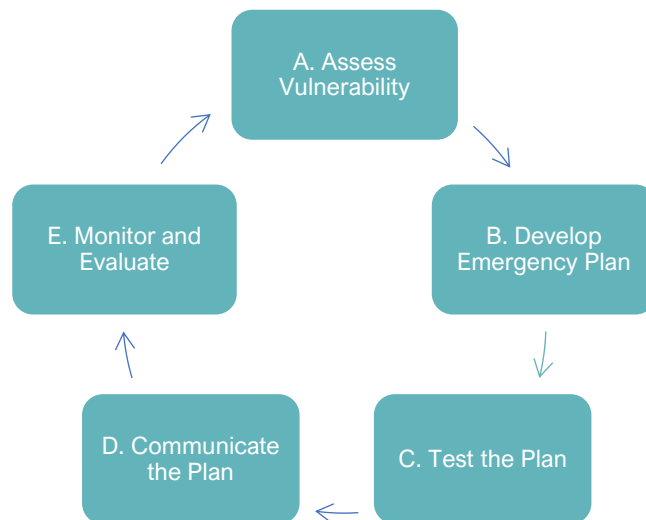 A. Assess
Vulnerability
B. Develop
Emergency Plan
C. Test the Plan
D. Communicate
the Plan
E. Monitor and
Evaluate